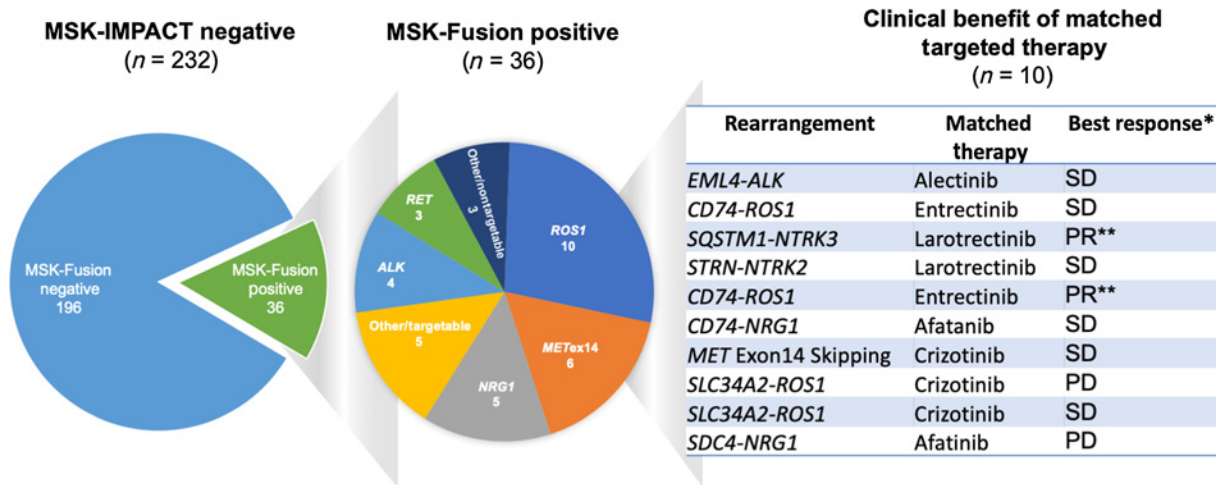 MSK-IMPACT negative
(n = 232)
MSK-Fusion
negative
196
MSK-Fusion
positive
36
MSK-Fusion positive
(n = 36)
ROS1
10
METex14
6
NRG1
5
Other/targetable
5
ALK
4
RET
3
Other/nontargetable
3
Clinical benefit of matched
targeted therapy
(n = 10)
Rearrangement Matched therapy Best response*
EML4-ALK Alectinib SD
CD74-ROS1 Entrectinib SD
SQSTM1-NTRK3 Larotrectinib PR**
STRN-NTRK2 Larotrectinib SD
CD74-ROS1 Entrectinib PR**
CD74-NRG1 Afatanib SD
MET Exon14 Skipping Crizotinib SD
SLC34A2-ROS1 Crizotinib PD
SLC34A2-ROS1 Crizotinib SD
SDC4-NRG1 Afatinib PD